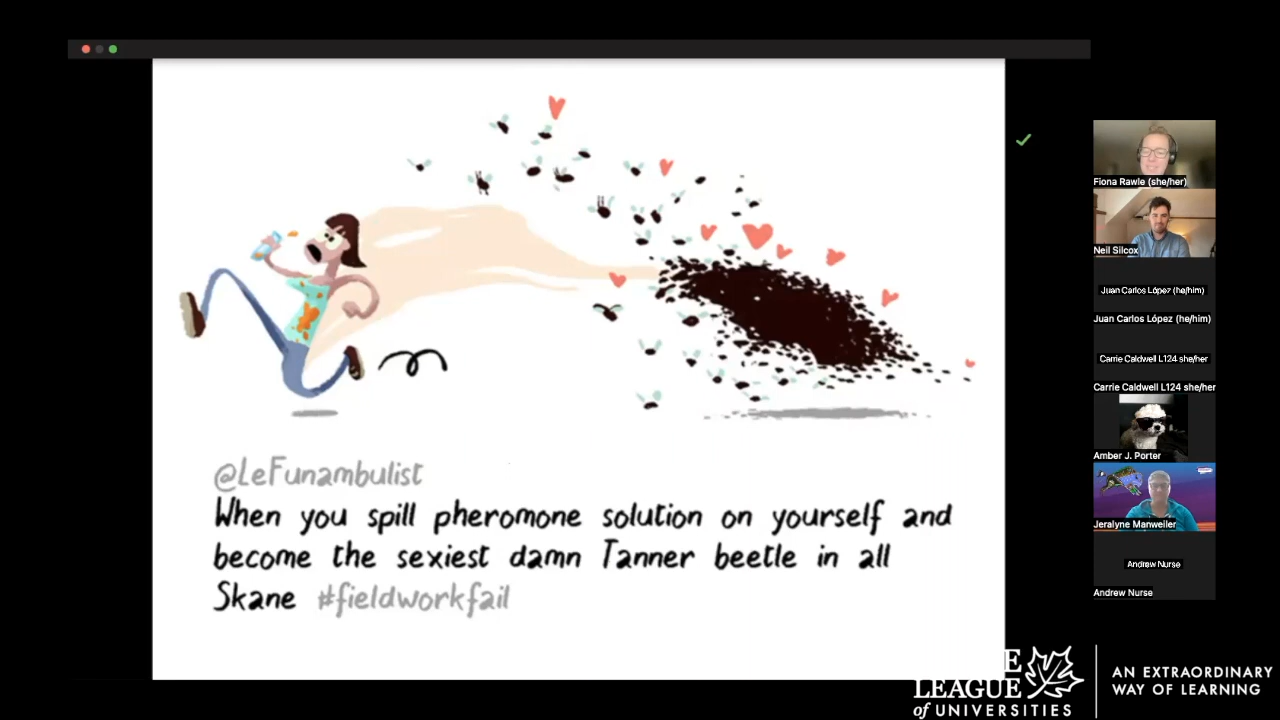 @LeFunambulist
When you spill pheromone solution on yourself and
become the sexiest damn Tanner beetle in all
Skane #fieldworkfail
Fiona Rawle (she/her)
Neil Silcox
Juan Carlos López (he/him)
Juan Carlos López (he/him)
Carrie Caldwell L124 she/her
Carrie Caldwell L124 she/her
Amber J. Porter
Jeralyne Manweiler
Andrew Nurse
Andrew Nurse
LEAGUE
of UNIVERSITIES
AN EXTRAORDINARY
WAY OF LEARNING